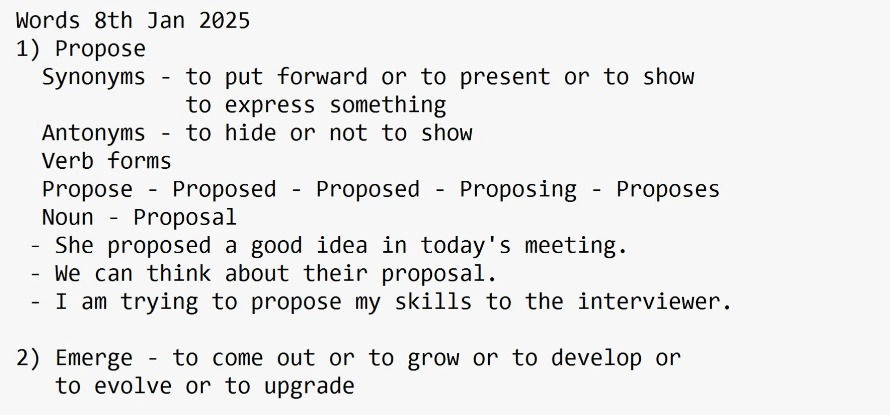 Words 8th Jan 2025
1) Propose
Synonyms - to put forward or to present or to show
to express something
Antonyms - to hide or not to show
Verb forms
Propose - Proposed - Proposed - Proposing - Proposes
Noun - Proposal
- She proposed a good idea in today's meeting.
- We can think about their proposal.
- I am trying to propose my skills to the interviewer.
2) Emerge - to come out or to grow or to develop or
to evolve or to upgrade